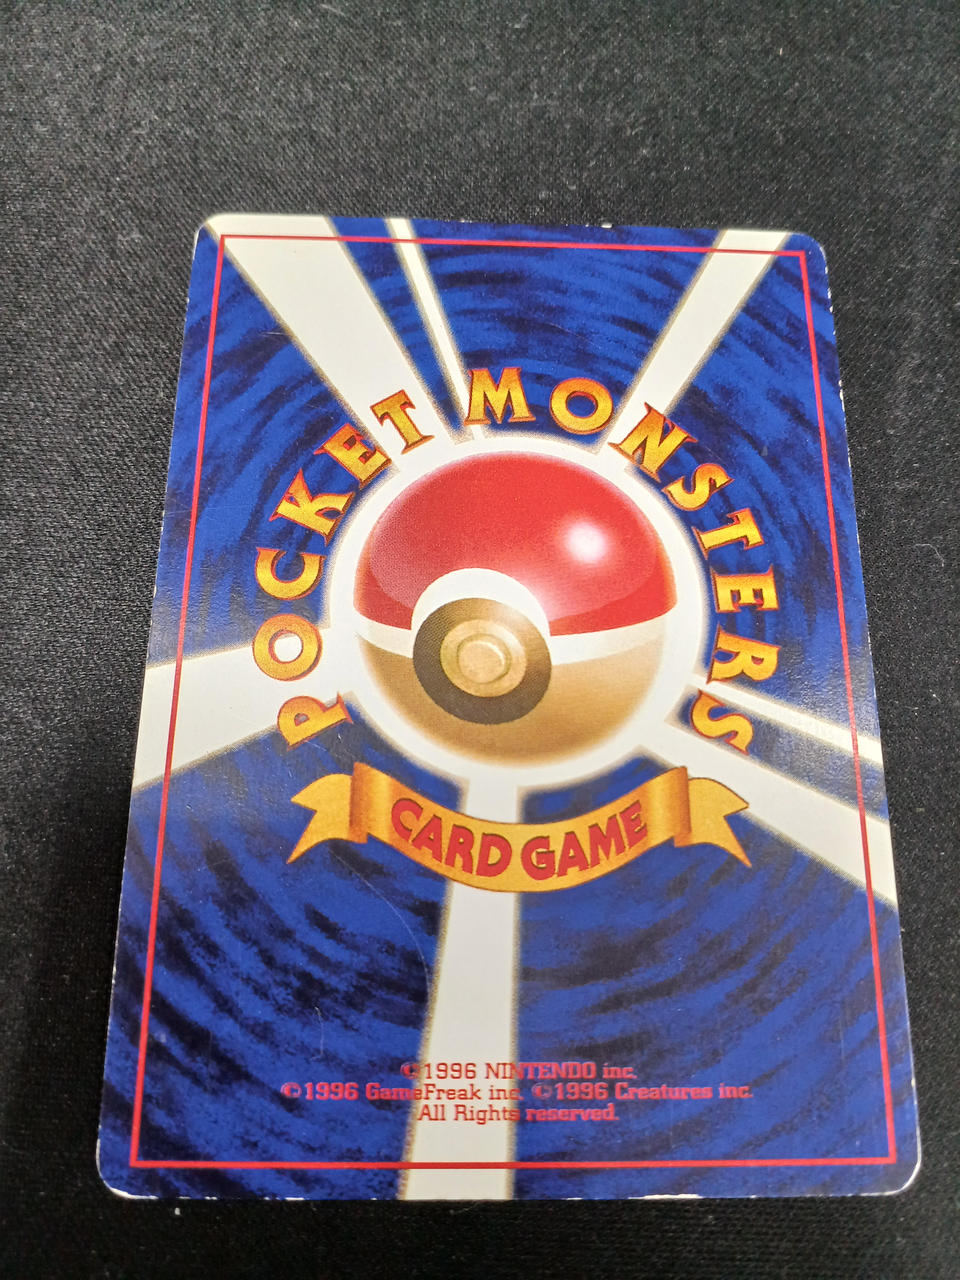 POCKET MONSTERS
CARD GAME
©1996 NINTENDO inc.
©1996 GameFreak inc. ©1996 Creatures inc.
All Rights reserved.